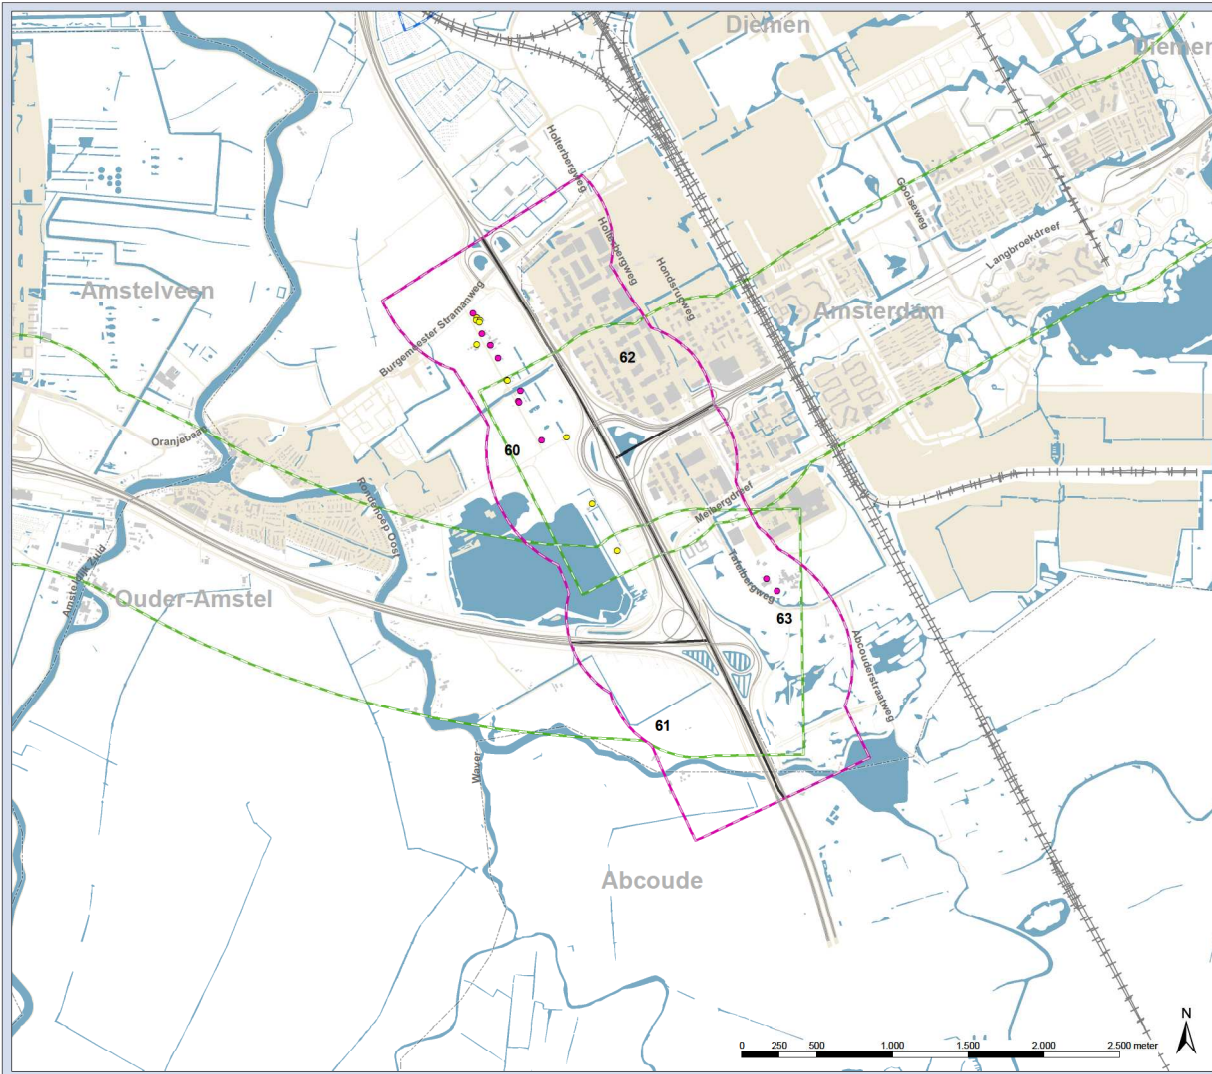 Diemen
Diemen
Holterbergweg
Gooiseweg
Holterbergweg
Langbroekdreef
Hondsrugweg
Amstelveen
Burgemeester Stramanweg
Amsterdam
62
Oranjebaan
60
Rondehoep Oost
Meibergdreef
Amsteldijk Zuid
Tafelbergweg
Ouder-Amstel
63
Abcouderstraatweg
61
Waver
Abcoude
N
0 250 500 1.000 1.500 2.000 2.500 meter